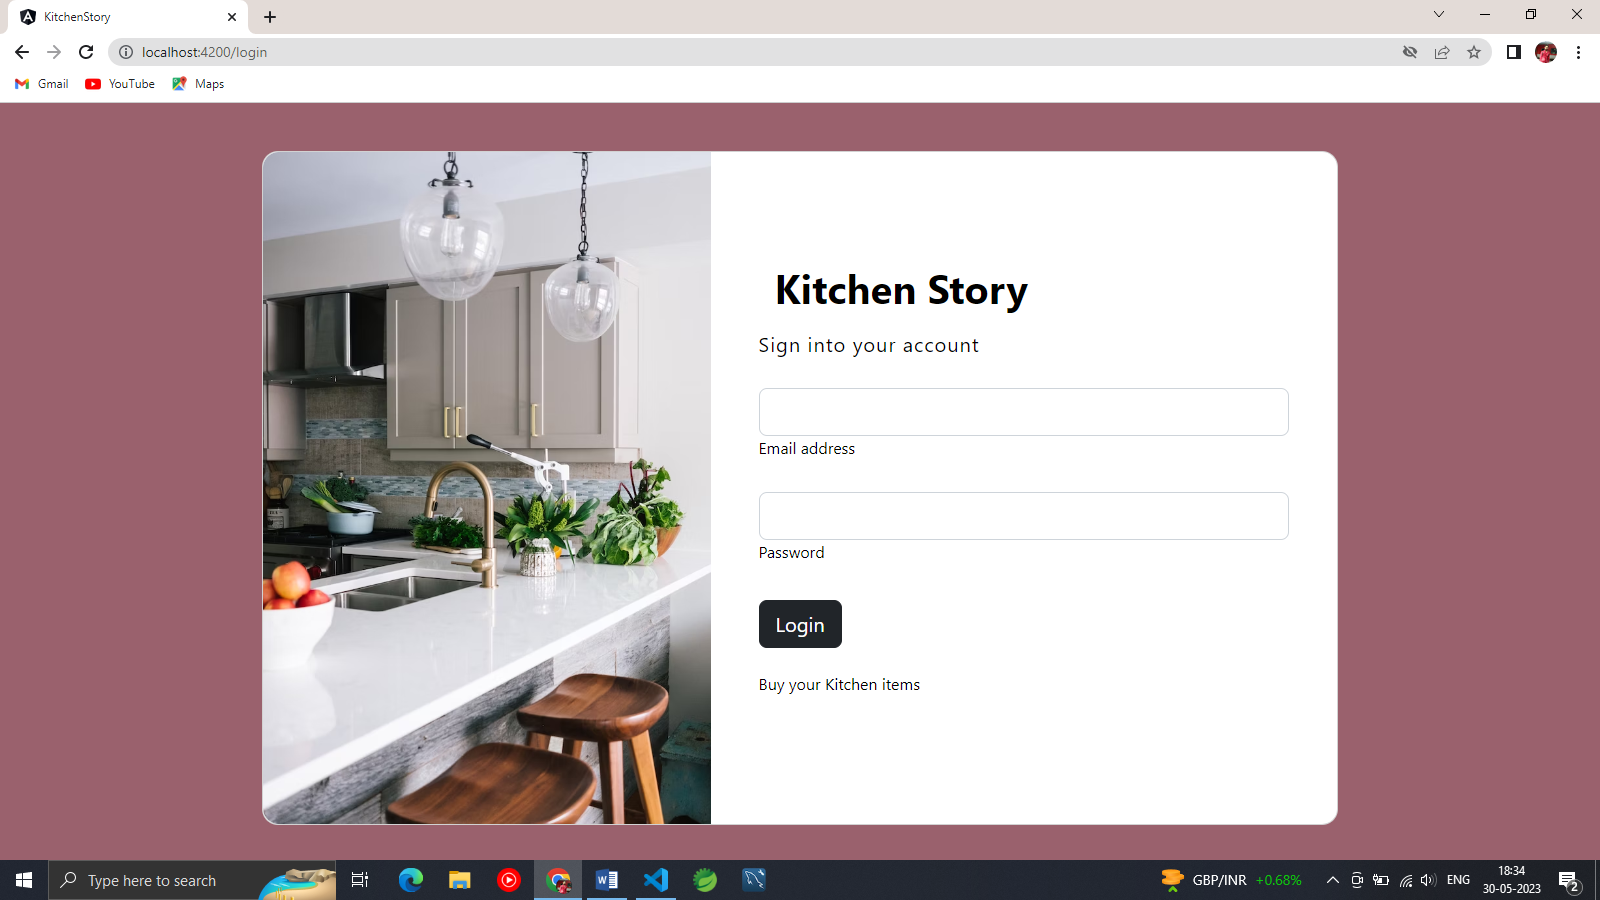 KitchenStory
localhost:4200/login
Gmail
YouTube
Maps
Kitchen Story
Sign into your account
Email address
Password
Login
Buy your Kitchen items
Type here to search
GBP/INR +0.68%
ENG
18:34
30-05-2023
2